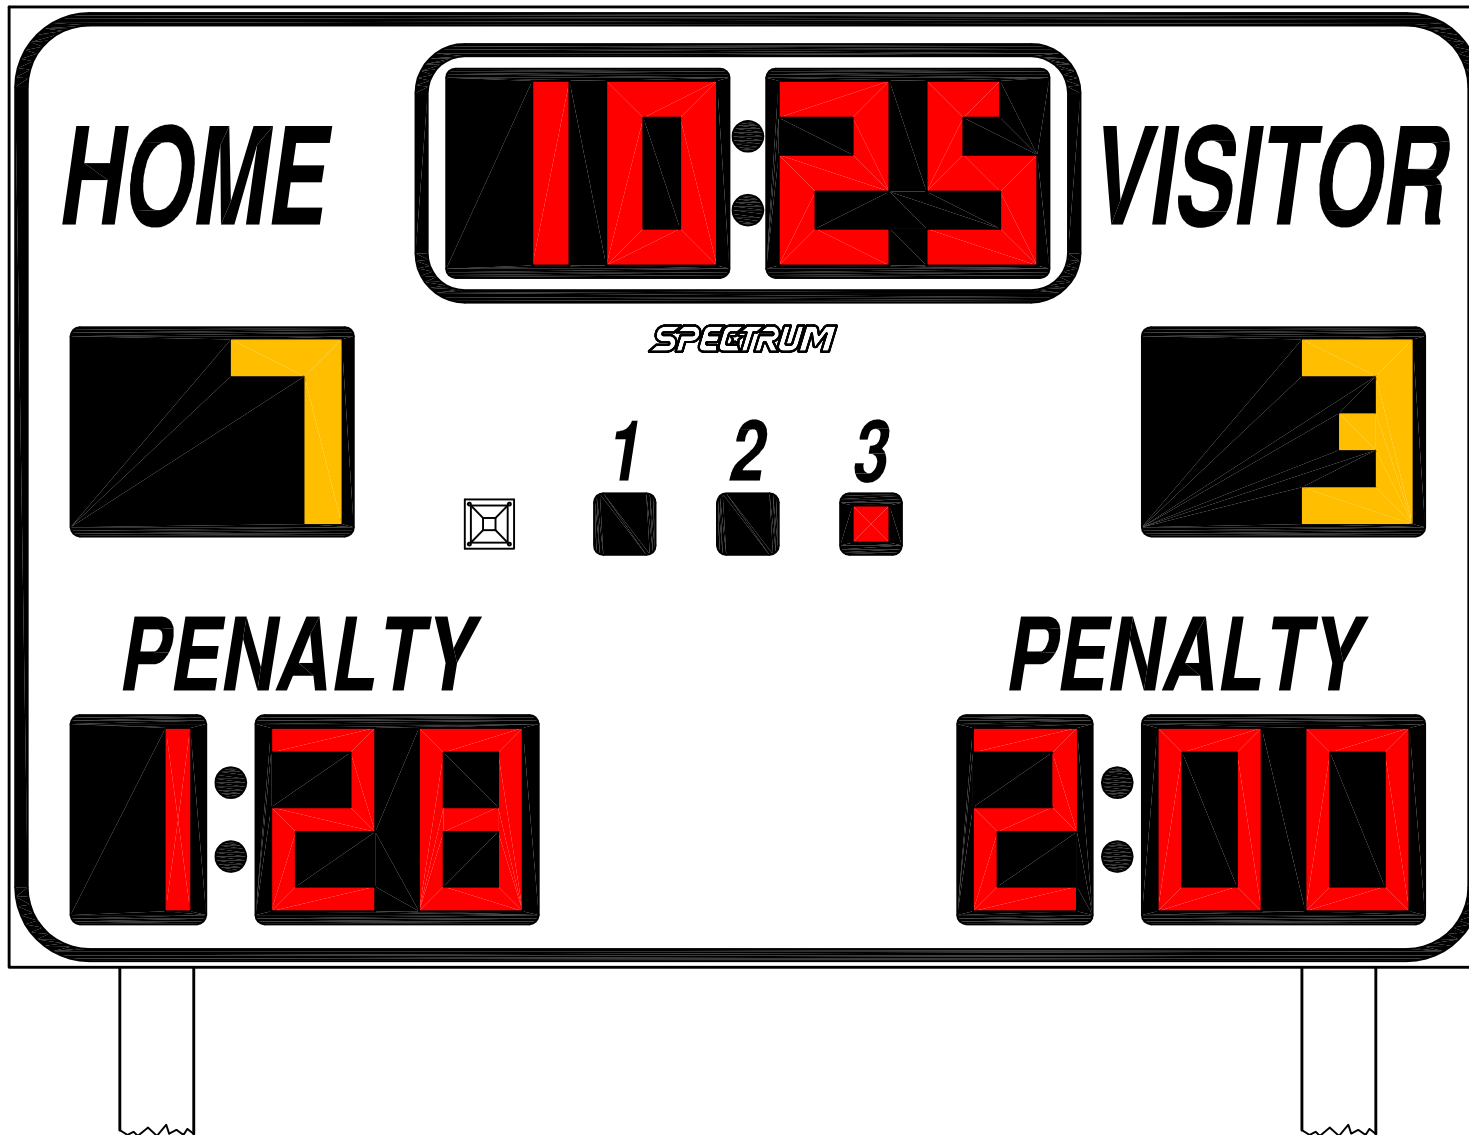 HOME 10:25 VISITOR
SPECTRUM
7 3
1 2 3
PENALTY PENALTY
1:28 2:00